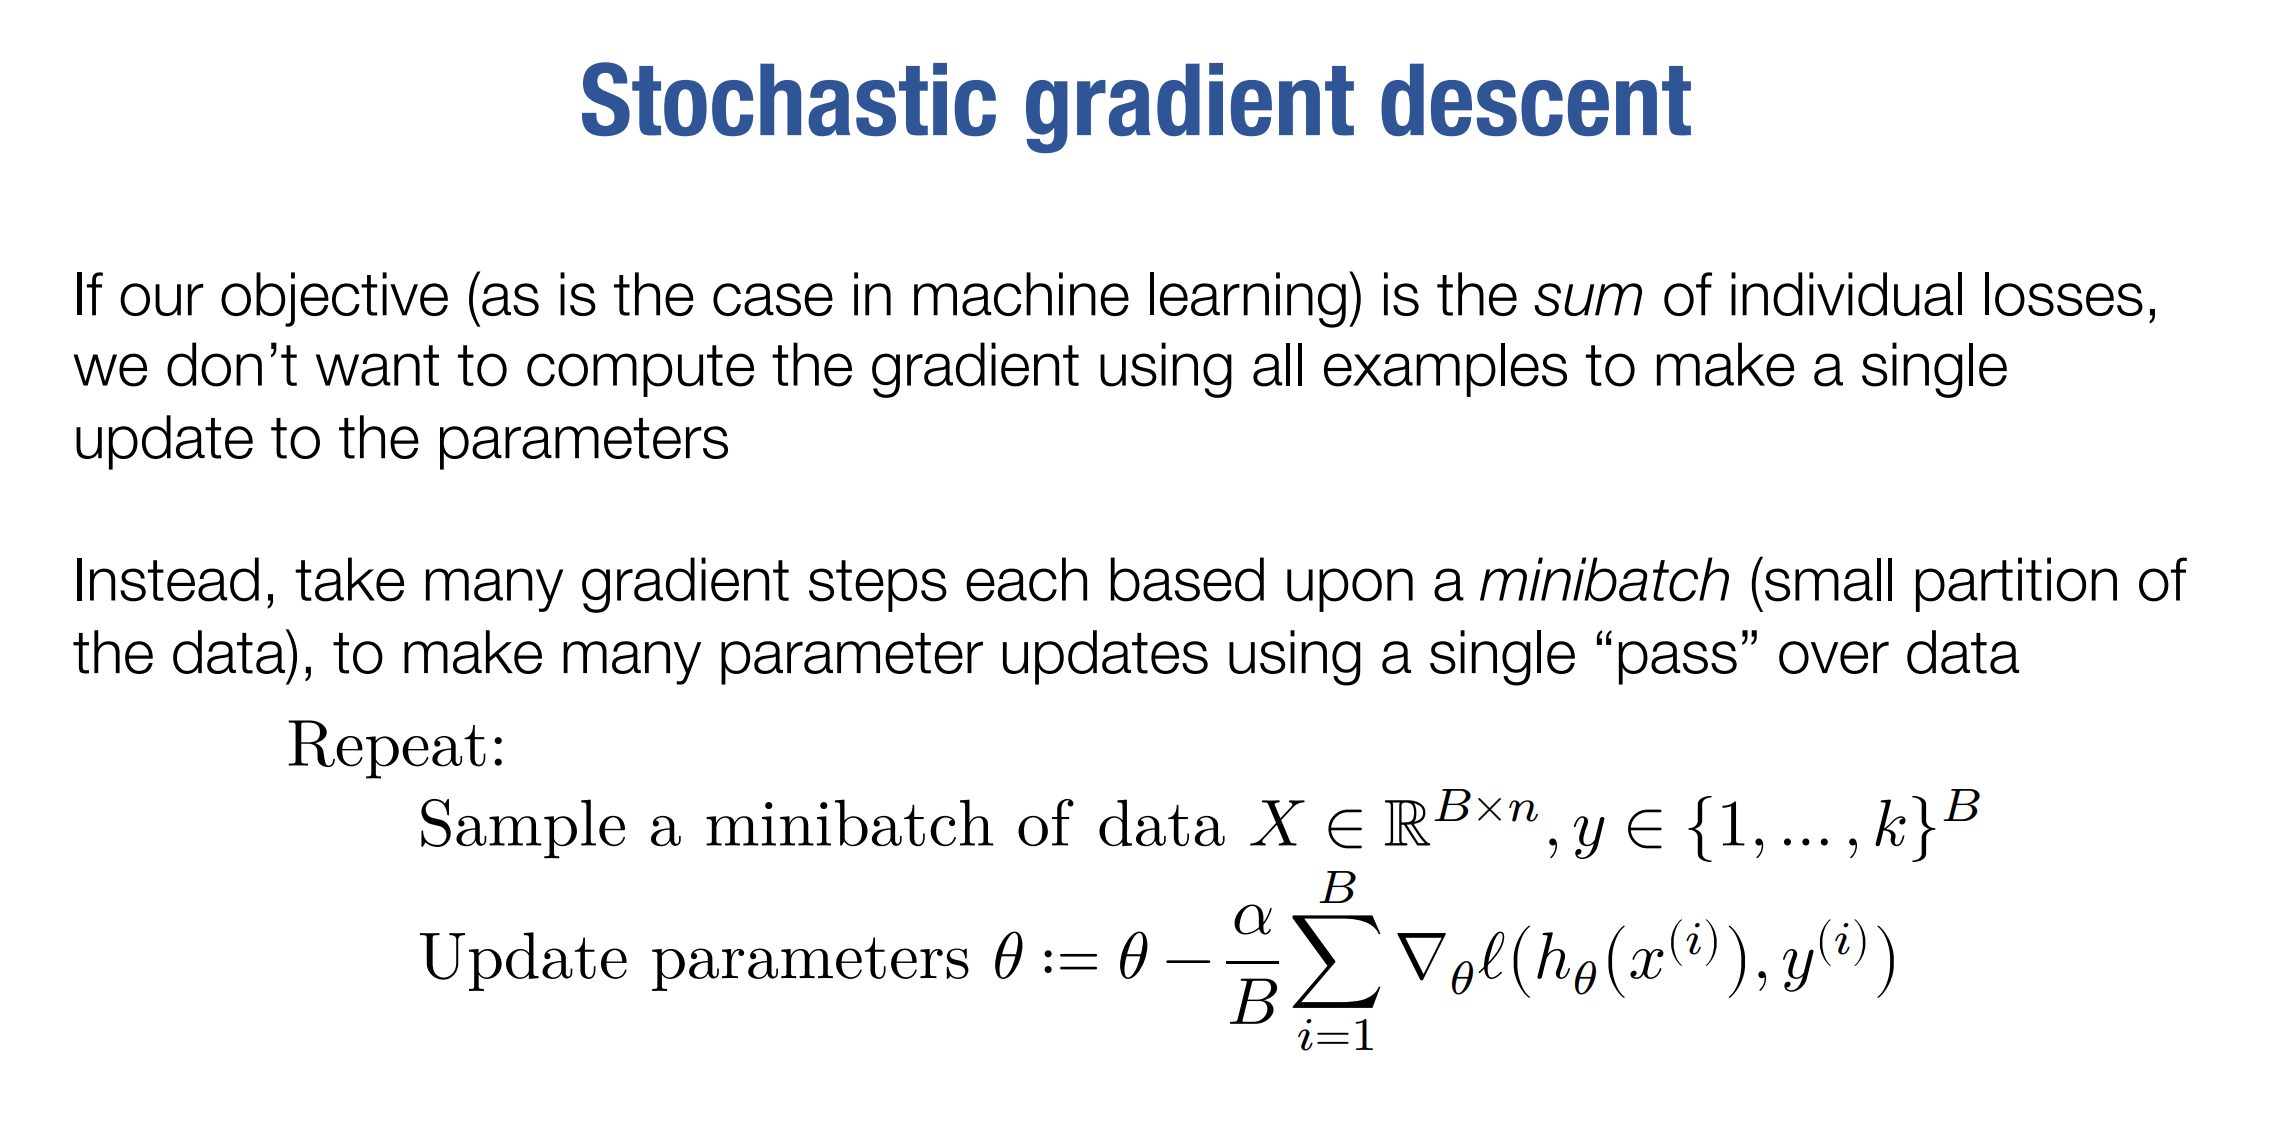 Stochastic gradient descent
If our objective (as is the case in machine learning) is the sum of individual losses,
we don’t want to compute the gradient using all examples to make a single
update to the parameters
Instead, take many gradient steps each based upon a minibatch (small partition of
the data), to make many parameter updates using a single “pass” over data
Repeat:
Sample a minibatch of data $X \in \mathbb{R}^{B \times n}, y \in \{1, \ldots, k\}^B$
Update parameters $\theta := \theta - \frac{\alpha}{B} \sum_{i=1}^{B} \nabla_\theta \ell(h_\theta(x^{(i)}), y^{(i)})$